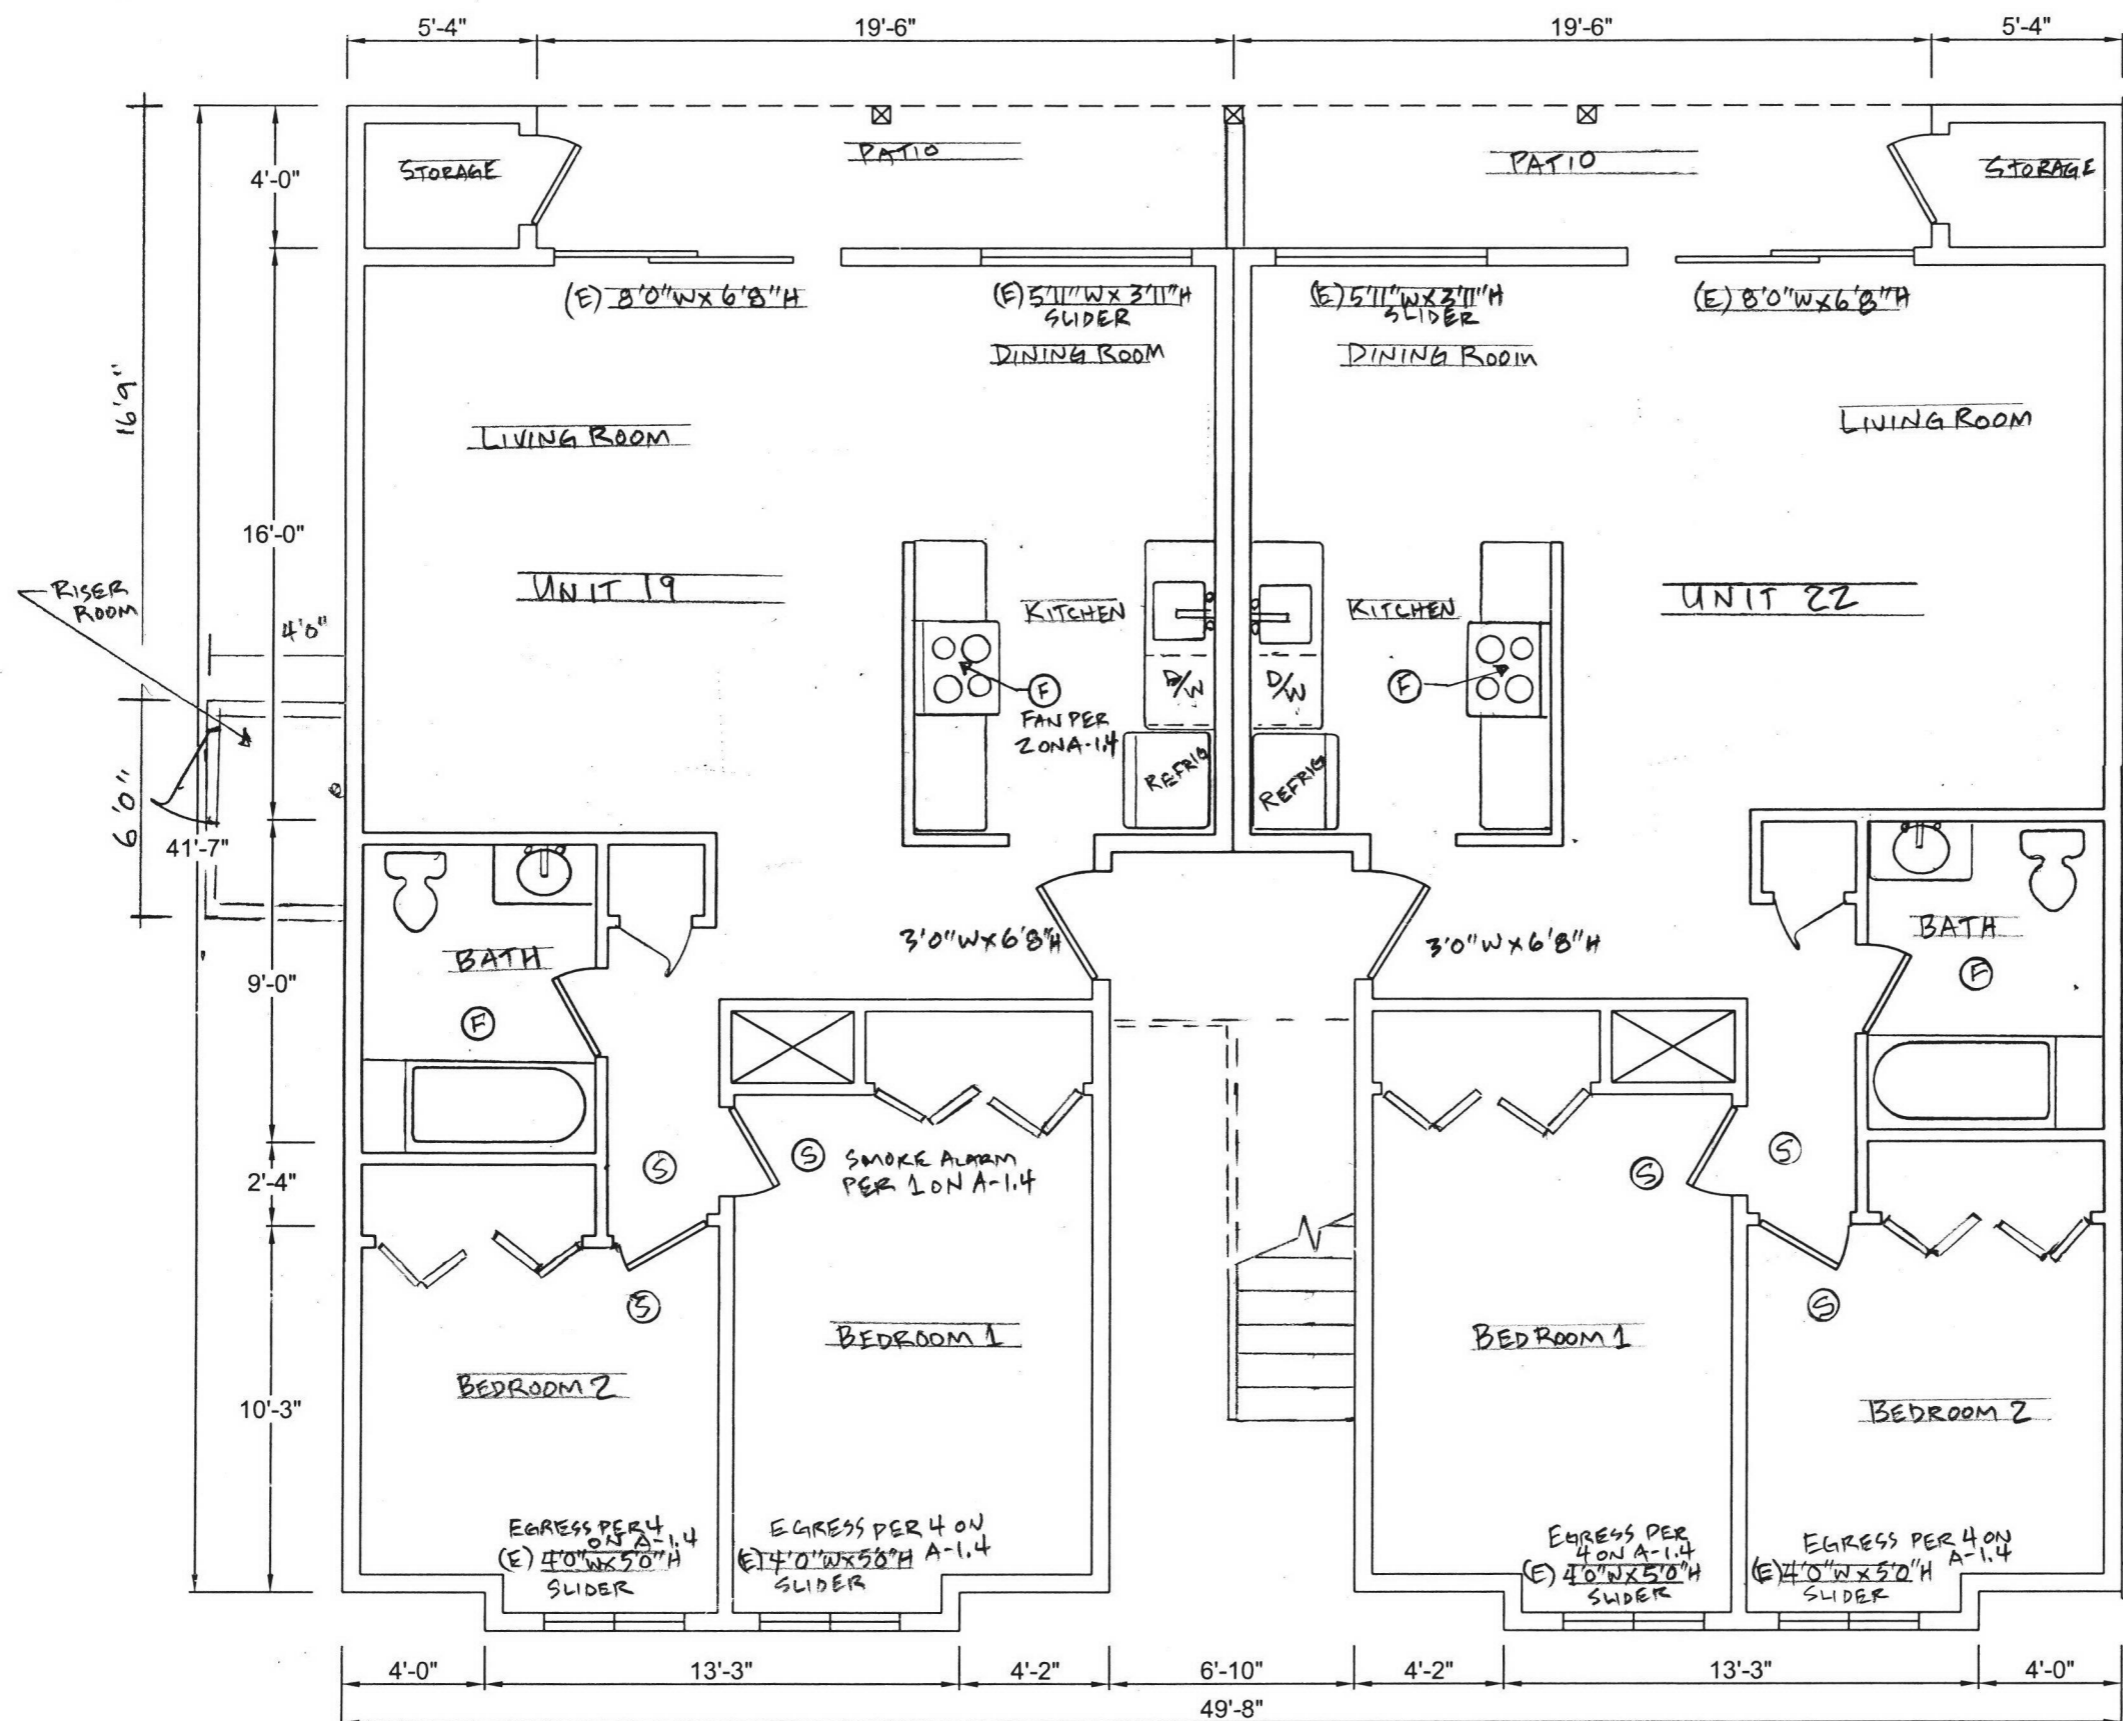 5'-4"
19'-6"
19'-6"
5'-4"
STORAGE
PATIO
PATIO
STORAGE
4'-0"
(E) 8'0"W X 6'8"H
(E) 5'11"W X 3'11"H
SLIDER
(E) 5'11"W X 3'11"H
SLIDER
(E) 8'0"W X 6'8"H
DINING ROOM
DINING ROOM
16'9"
LIVING ROOM
LIVING ROOM
16'-0"
RISER
ROOM
UNIT 19
KITCHEN
KITCHEN
UNIT 22
4'0"
D/W
D/W
F
F
FAN PER
2 ON A-1.4
REFRIG
REFRIG
6'0"
41'-7"
BATH
3'0"W X 6'8"H
3'0"W X 6'8"H
BATH
F
9'-0"
F
S
S
SMOKE ALARM
PER 1 ON A-1.4
S
S
2'-4"
S
S
BEDROOM 1
BEDROOM 1
BEDROOM 2
BEDROOM 2
10'-3"
EGRESS PER 4
ON A-1.4
(E) 4'0"W X 5'0"H
SLIDER
EGRESS PER 4 ON
A-1.4
(E) 4'0"W X 5'0"H
SLIDER
EGRESS PER
4 ON A-1.4
(E) 4'0"W X 5'0"H
SLIDER
EGRESS PER 4 ON
A-1.4
(E) 4'0"W X 5'0"H
SLIDER
4'-0"
13'-3"
4'-2"
6'-10"
4'-2"
13'-3"
4'-0"
49'-8"